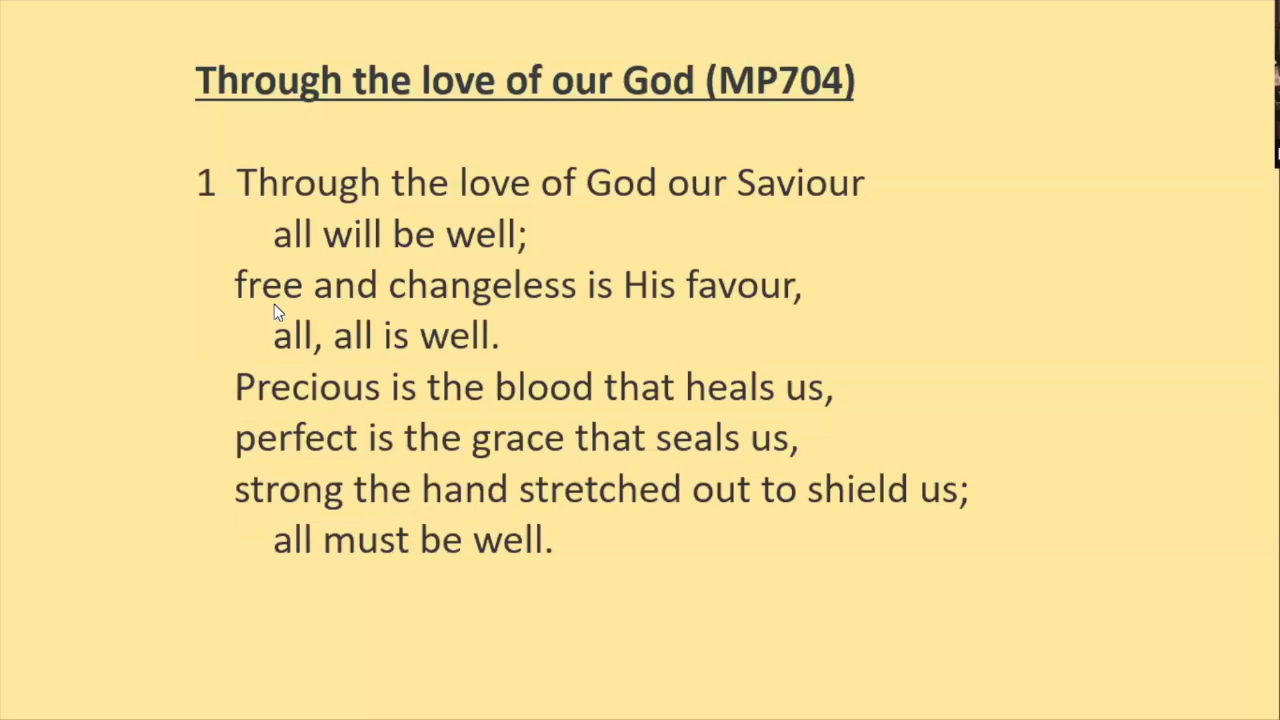 Through the love of our God (MP704)
1 Through the love of God our Saviour
all will be well;
free and changeless is His favour,
all, all is well.
Precious is the blood that heals us,
perfect is the grace that seals us,
strong the hand stretched out to shield us;
all must be well.